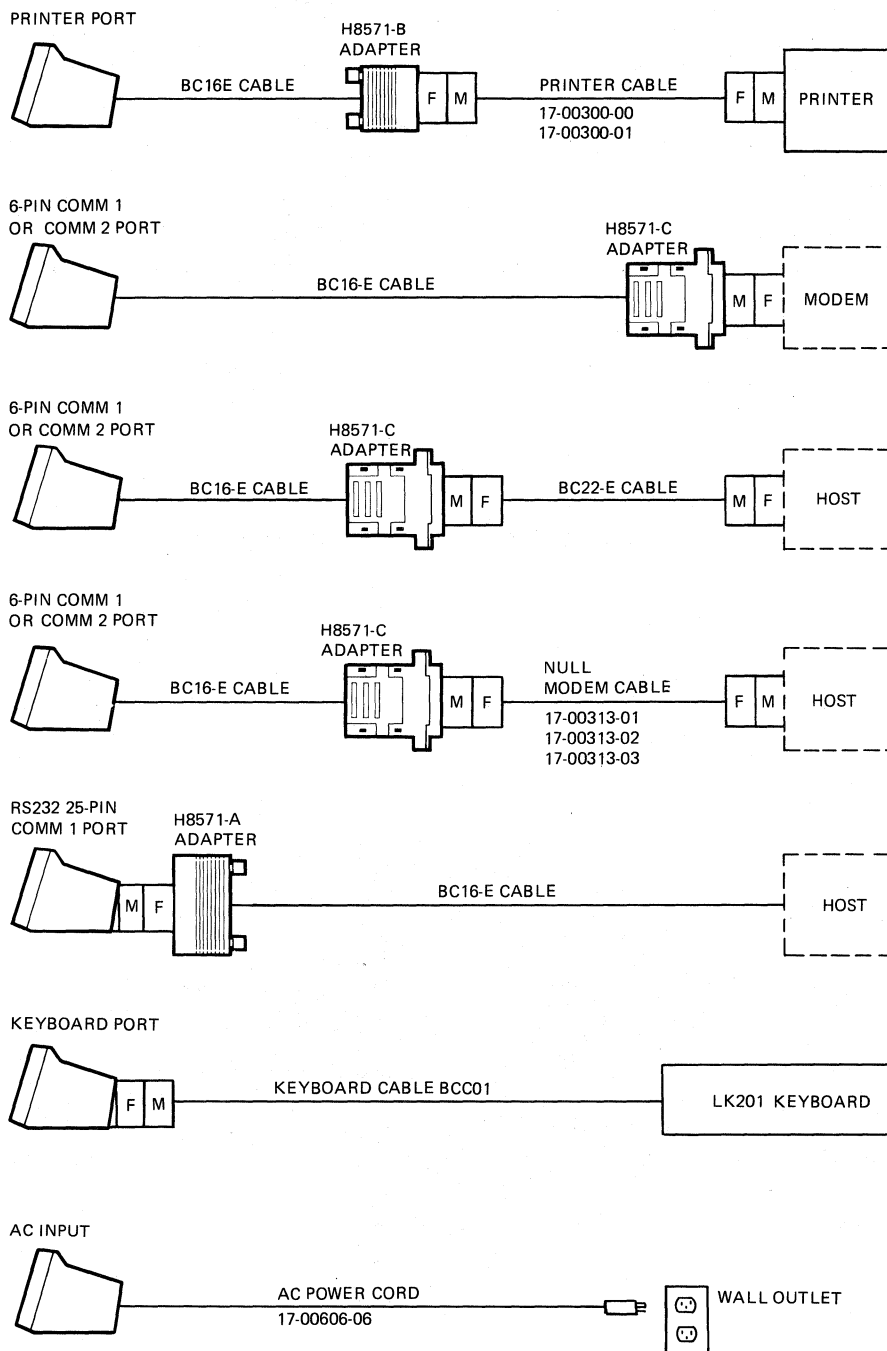 PRINTER PORT
H8571-B
ADAPTER
BC16E CABLE
F M
PRINTER CABLE
17-00300-00
17-00300-01
F M
PRINTER
6-PIN COMM 1
OR COMM 2 PORT
BC16-E CABLE
H8571-C
ADAPTER
M F
MODEM
6-PIN COMM 1
OR COMM 2 PORT
BC16-E CABLE
H8571-C
ADAPTER
M F
BC22-E CABLE
M F
HOST
6-PIN COMM 1
OR COMM 2 PORT
BC16-E CABLE
H8571-C
ADAPTER
M F
NULL
MODEM CABLE
17-00313-01
17-00313-02
17-00313-03
F M
HOST
RS232 25-PIN
COMM 1 PORT
M F
H8571-A
ADAPTER
BC16-E CABLE
HOST
KEYBOARD PORT
F M
KEYBOARD CABLE BCC01
LK201 KEYBOARD
AC INPUT
AC POWER CORD
17-00606-06
WALL OUTLET